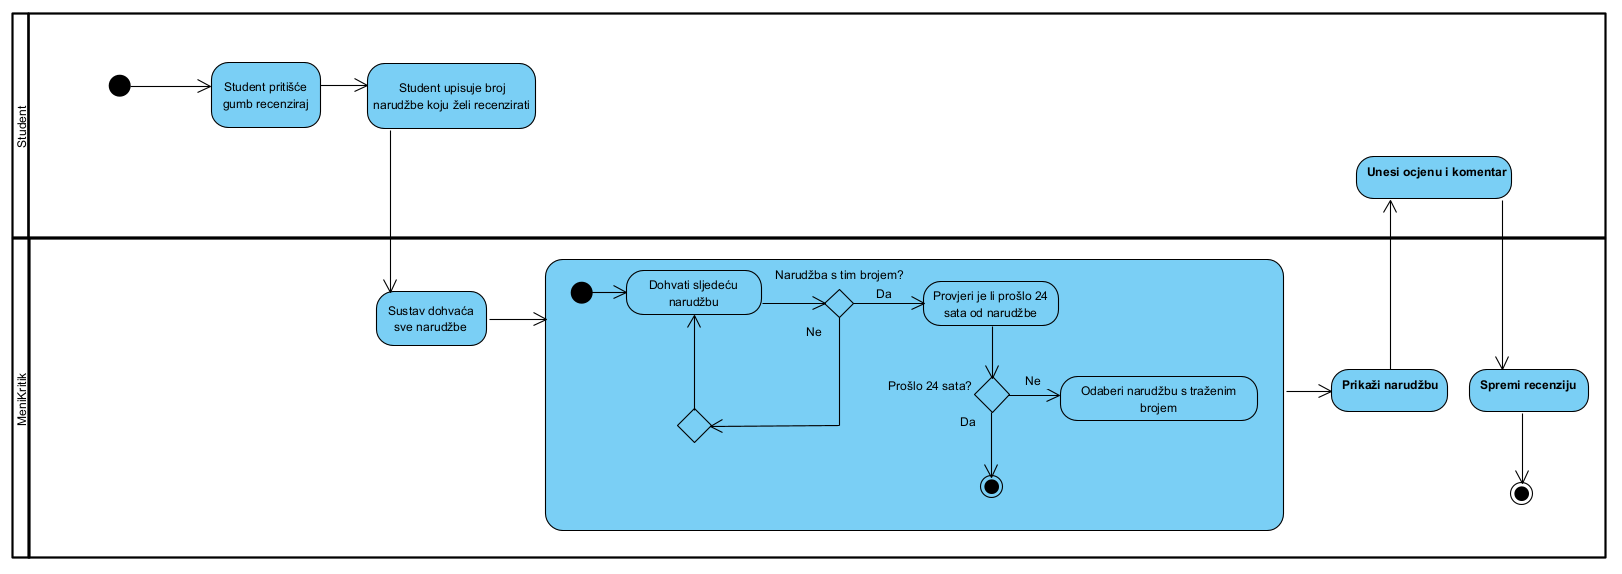 Student
Student pritišće
gumb recenziraj
Student upisuje broj
narudžbe koju želi recenzirati
Unesi ocjenu i komentar
MeniKritik
Sustav dohvaća
sve narudžbe
Dohvati sljedeću
narudžbu
Narudžba s tim brojem?
Da
Ne
Provjeri je li prošlo 24
sata od narudžbe
Prošlo 24 sata?
Ne
Da
Odaberi narudžbu s traženim
brojem
Prikaži narudžbu
Spremi recenziju